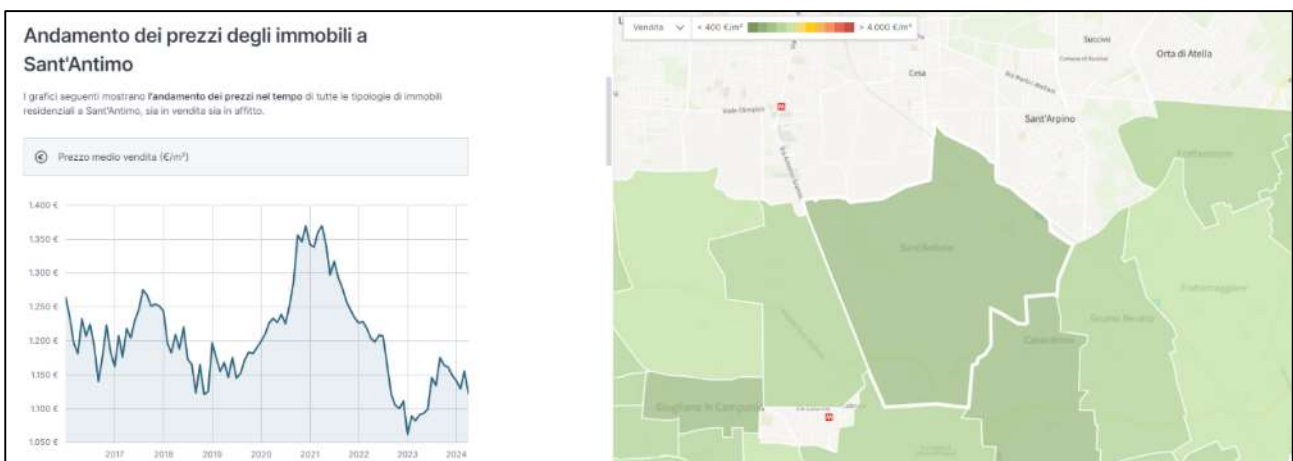 Andamento dei prezzi degli immobili a
Sant'Antimo
I grafici seguenti mostrano l'andamento dei prezzi nel tempo di tutte le tipologie di immobili
residenziali a Sant'Antimo, sia in vendita sia in affitto.
Prezzo medio vendita (€/m²)
1.400 €
1.350 €
1.300 €
1.250 €
1.200 €
1.150 €
1.100 €
1.050 €
2017 2018 2019 2020 2021 2022 2023 2024
Vendita < 400 €/m² > 4.000 €/m²
Succivo
Orta di Atella
Cesa
Viale Olimpico
M
Sant'Arpino
Frattaminore
Sant'Antimo
Frattamaggiore
Grumo Nevano
Casandrino
Giugliano in Campania
M